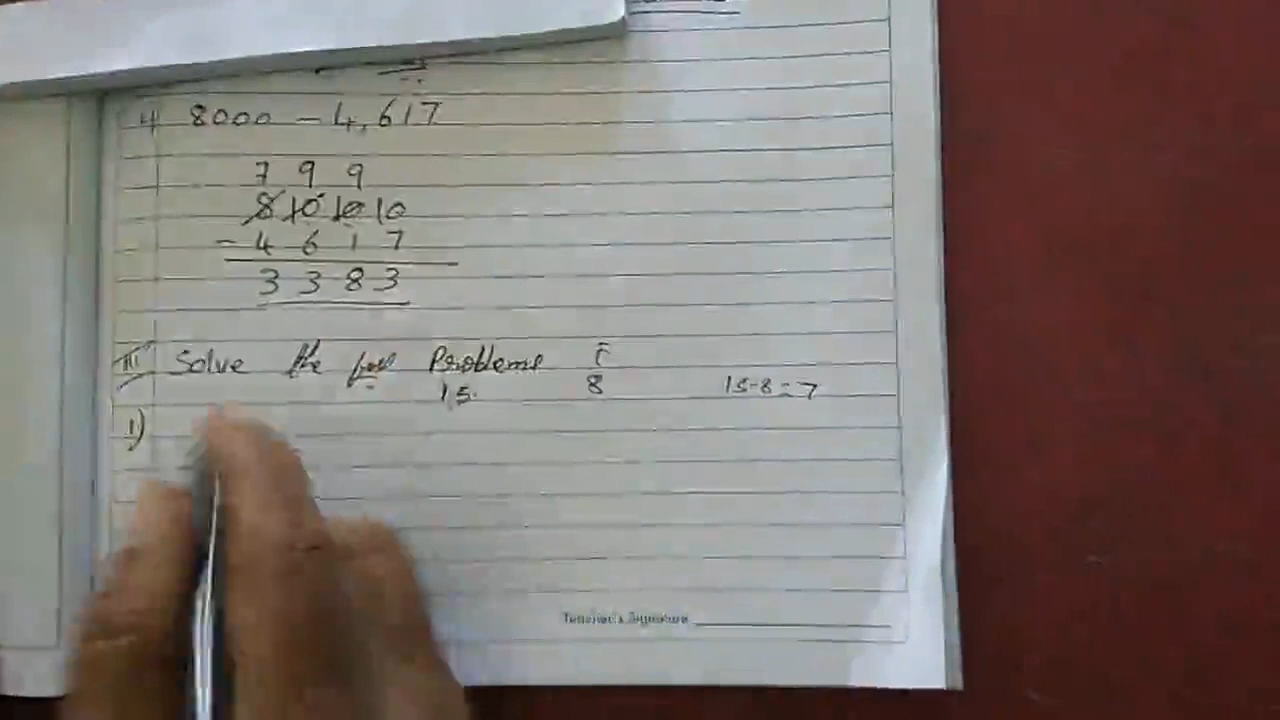 4 8000 - 4,617
7 9 9
8 10 10 10
- 4 6 1 7
3 3 8 3
III Solve the Problems
15. 8 15-8=7
1)
Teacher's Signature